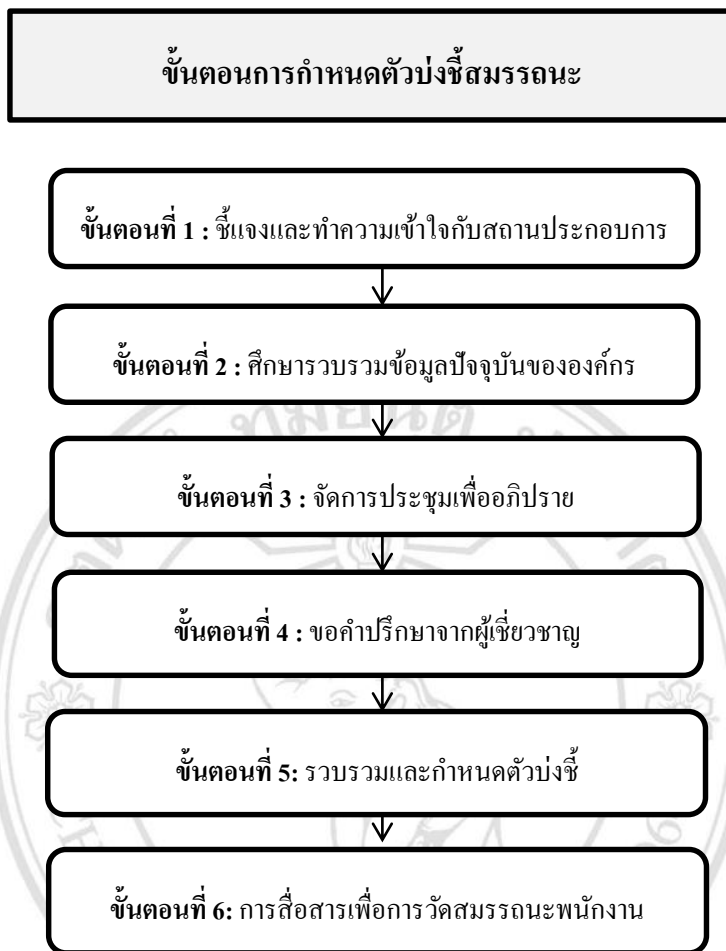 ขั้นตอนการกำหนดตัวบ่งชี้สมรรถนะ
ขั้นตอนที่ 1 : ชี้แจงและทำความเข้าใจกับสถานประกอบการ
ขั้นตอนที่ 2 : ศึกษารวบรวมข้อมูลปัจจุบันขององค์กร
ขั้นตอนที่ 3 : จัดการประชุมเพื่ออภิปราย
ขั้นตอนที่ 4 : ขอคำปรึกษาจากผู้เชี่ยวชาญ
ขั้นตอนที่ 5: รวบรวมและกำหนดตัวบ่งชี้
ขั้นตอนที่ 6: การสื่อสารเพื่อการวัดสมรรถนะพนักงาน